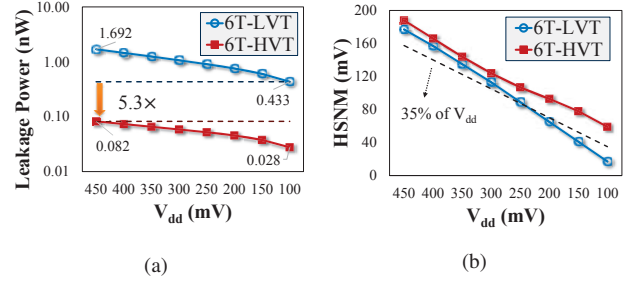 10.00
1.00
0.10
0.01
Leakage Power (nW)
1.692
6T-LVT
6T-HVT
5.3×
0.433
0.082
0.028
450 400 350 300 250 200 150 100
Vdd (mV)
(a)
200
160
120
80
40
0
HSNM (mV)
6T-LVT
6T-HVT
35% of Vdd
450 400 350 300 250 200 150 100
Vdd (mV)
(b)